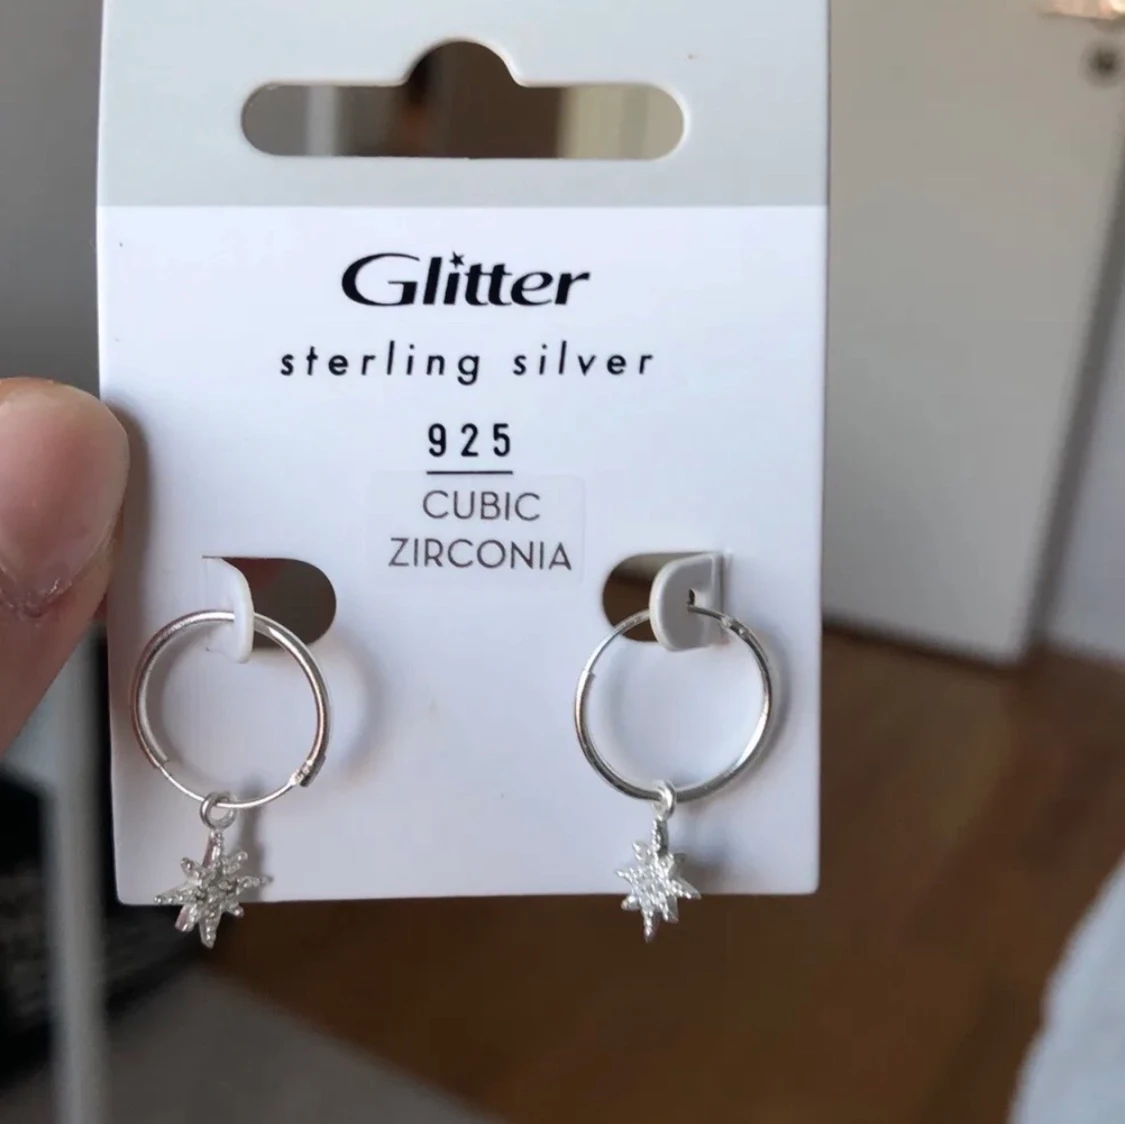 Glitter
sterling silver
925
CUBIC
ZIRCONIA